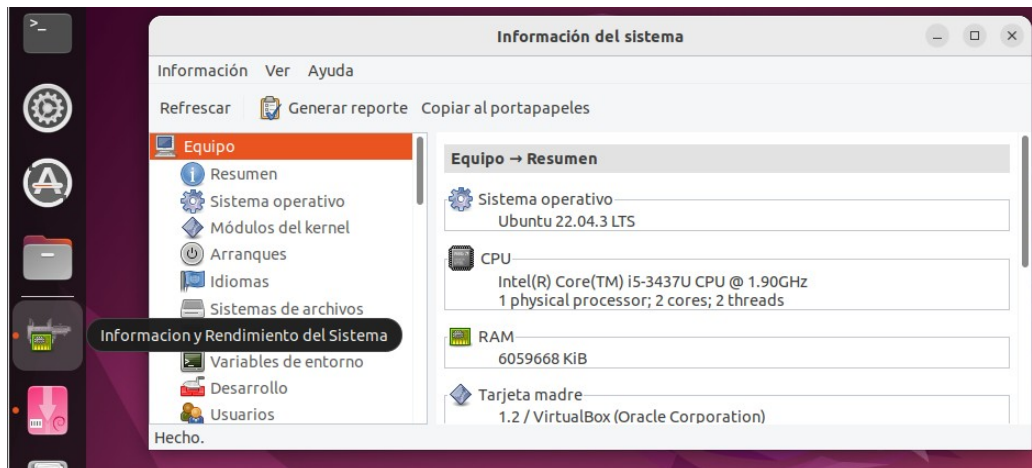 >_
Información del sistema
Información Ver Ayuda
Refrescar Generar reporte Copiar al portapapeles
Equipo
Resumen
Sistema operativo
Módulos del kernel
Arranques
Idiomas
Sistemas de archivos
Informacion y Rendimiento del Sistema
Variables de entorno
Desarrollo
Usuarios
Equipo → Resumen
Sistema operativo
Ubuntu 22.04.3 LTS
CPU
Intel(R) Core(TM) i5-3437U CPU @ 1.90GHz
1 physical processor; 2 cores; 2 threads
RAM
6059668 KiB
Tarjeta madre
1.2 / VirtualBox (Oracle Corporation)
Hecho.